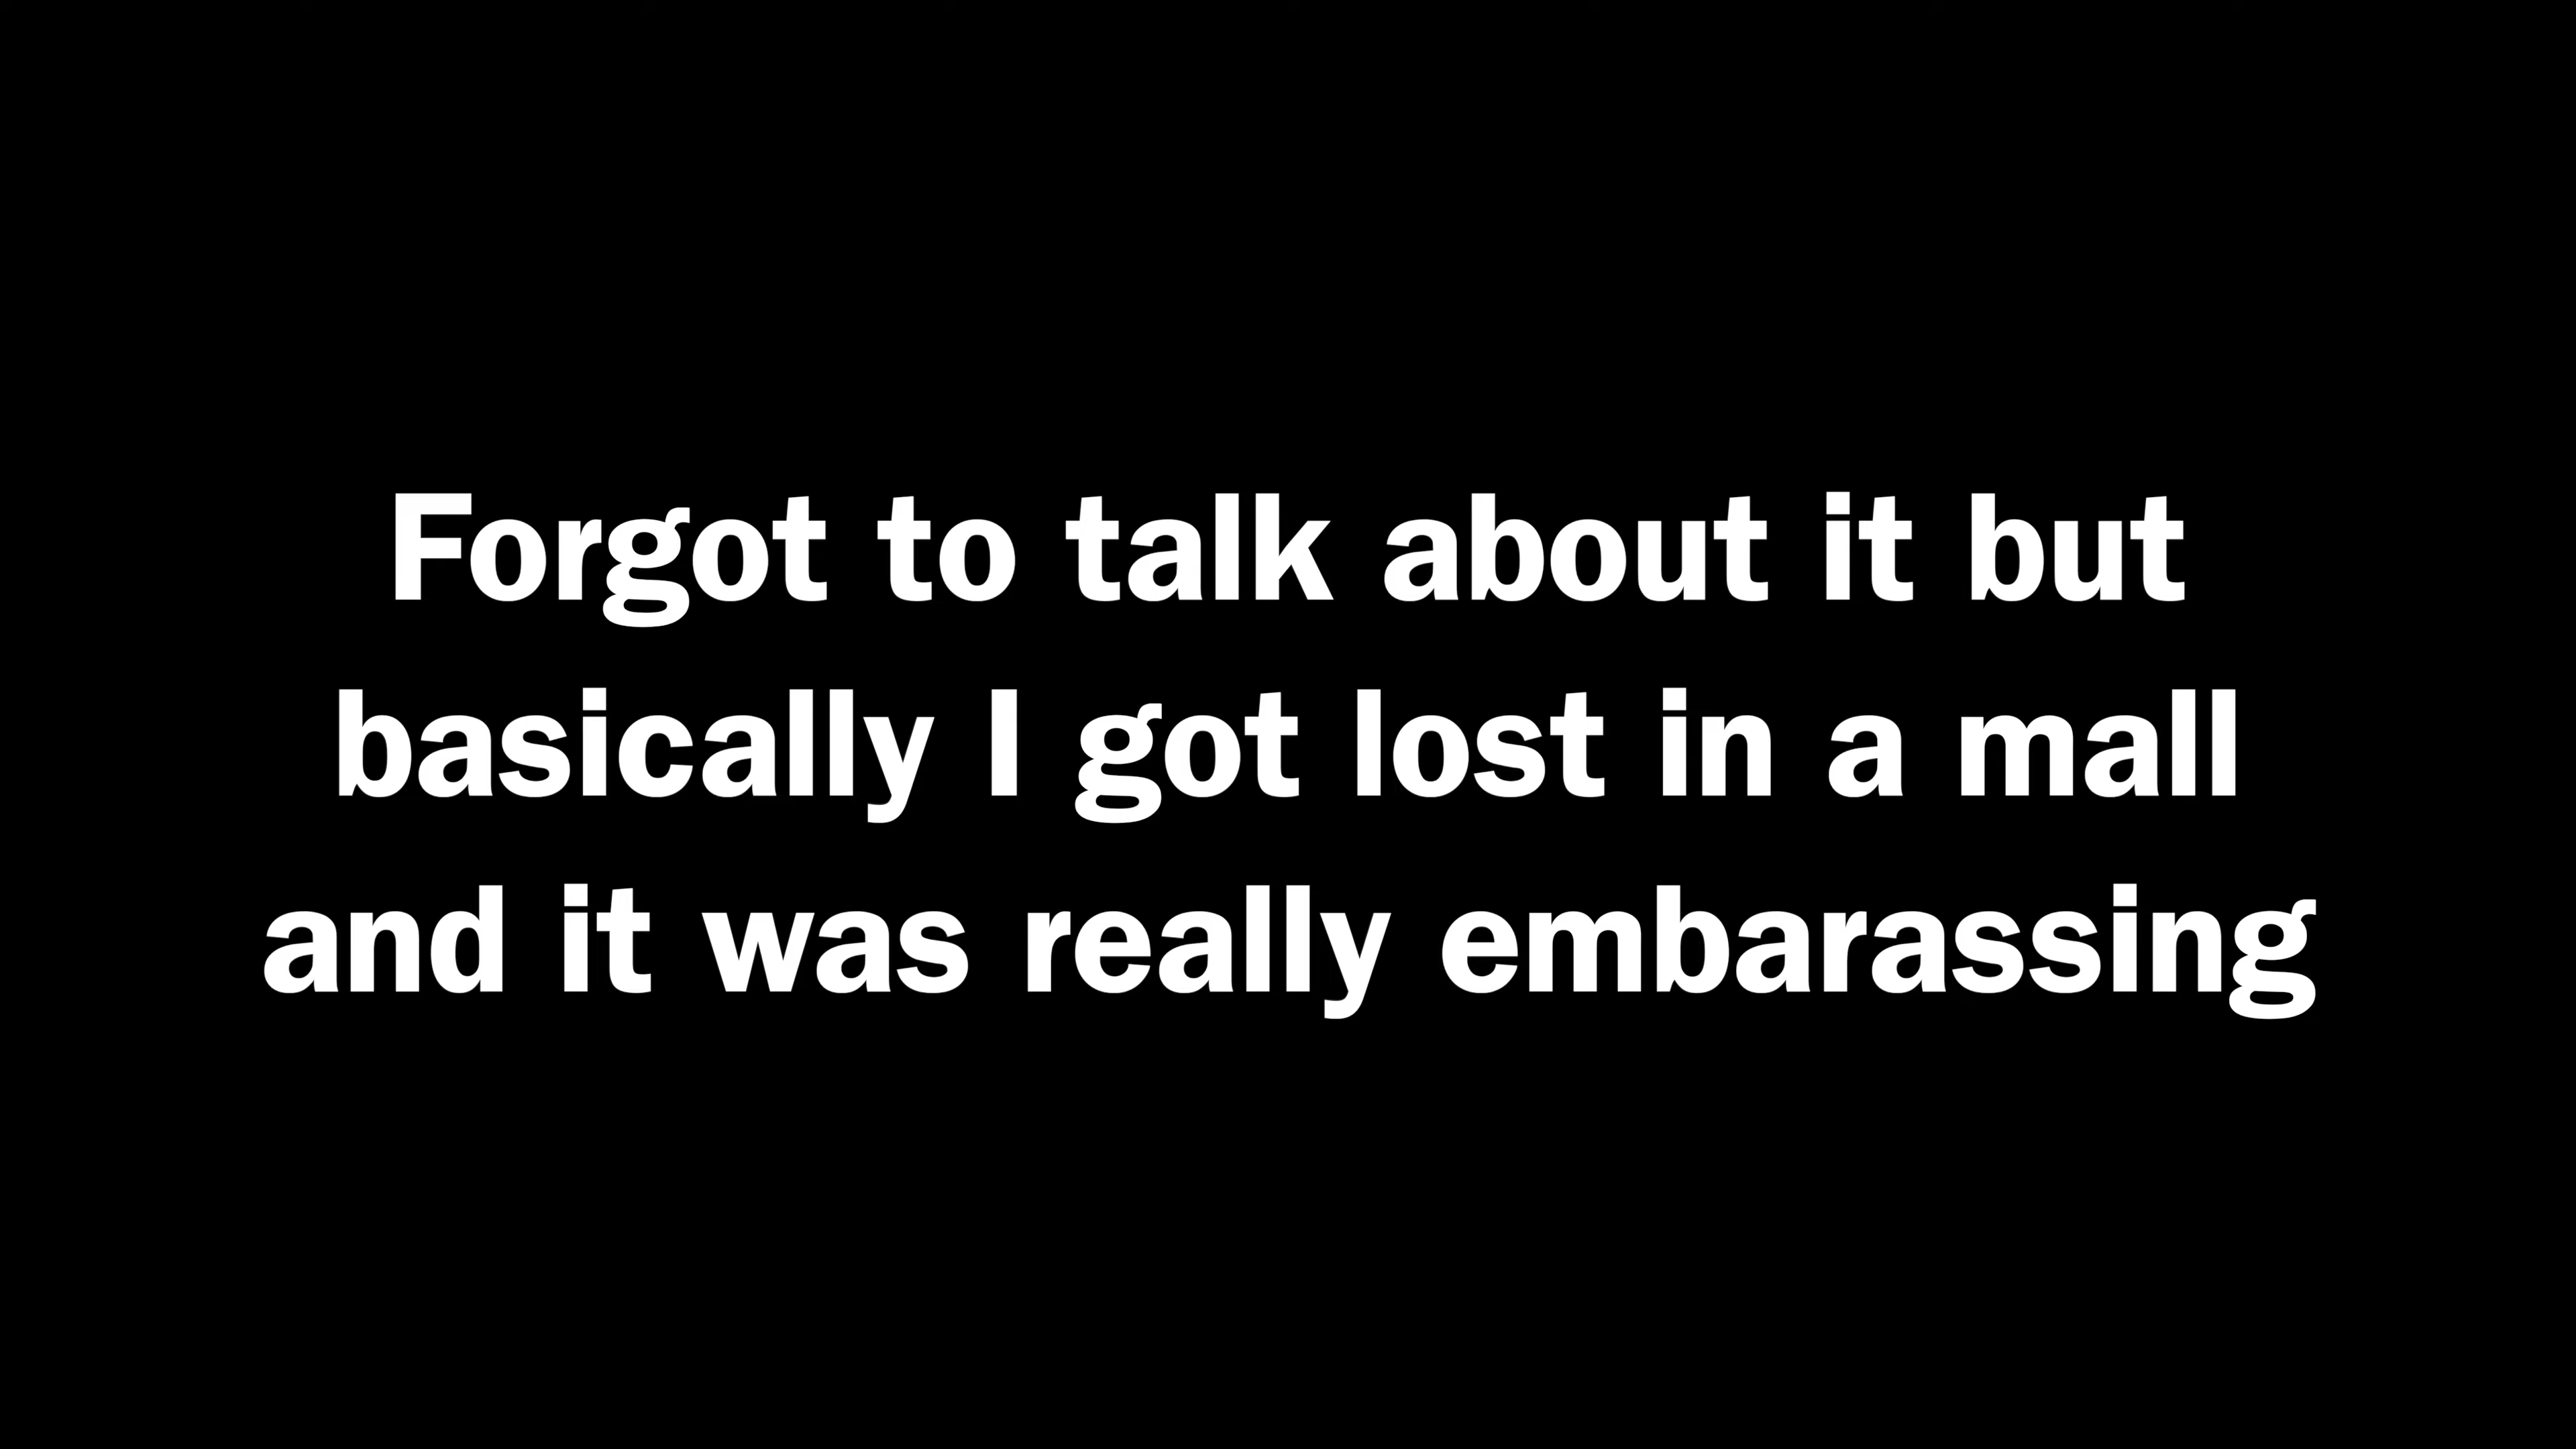 Forgot to talk about it but
basically I got lost in a mall
and it was really embarassing